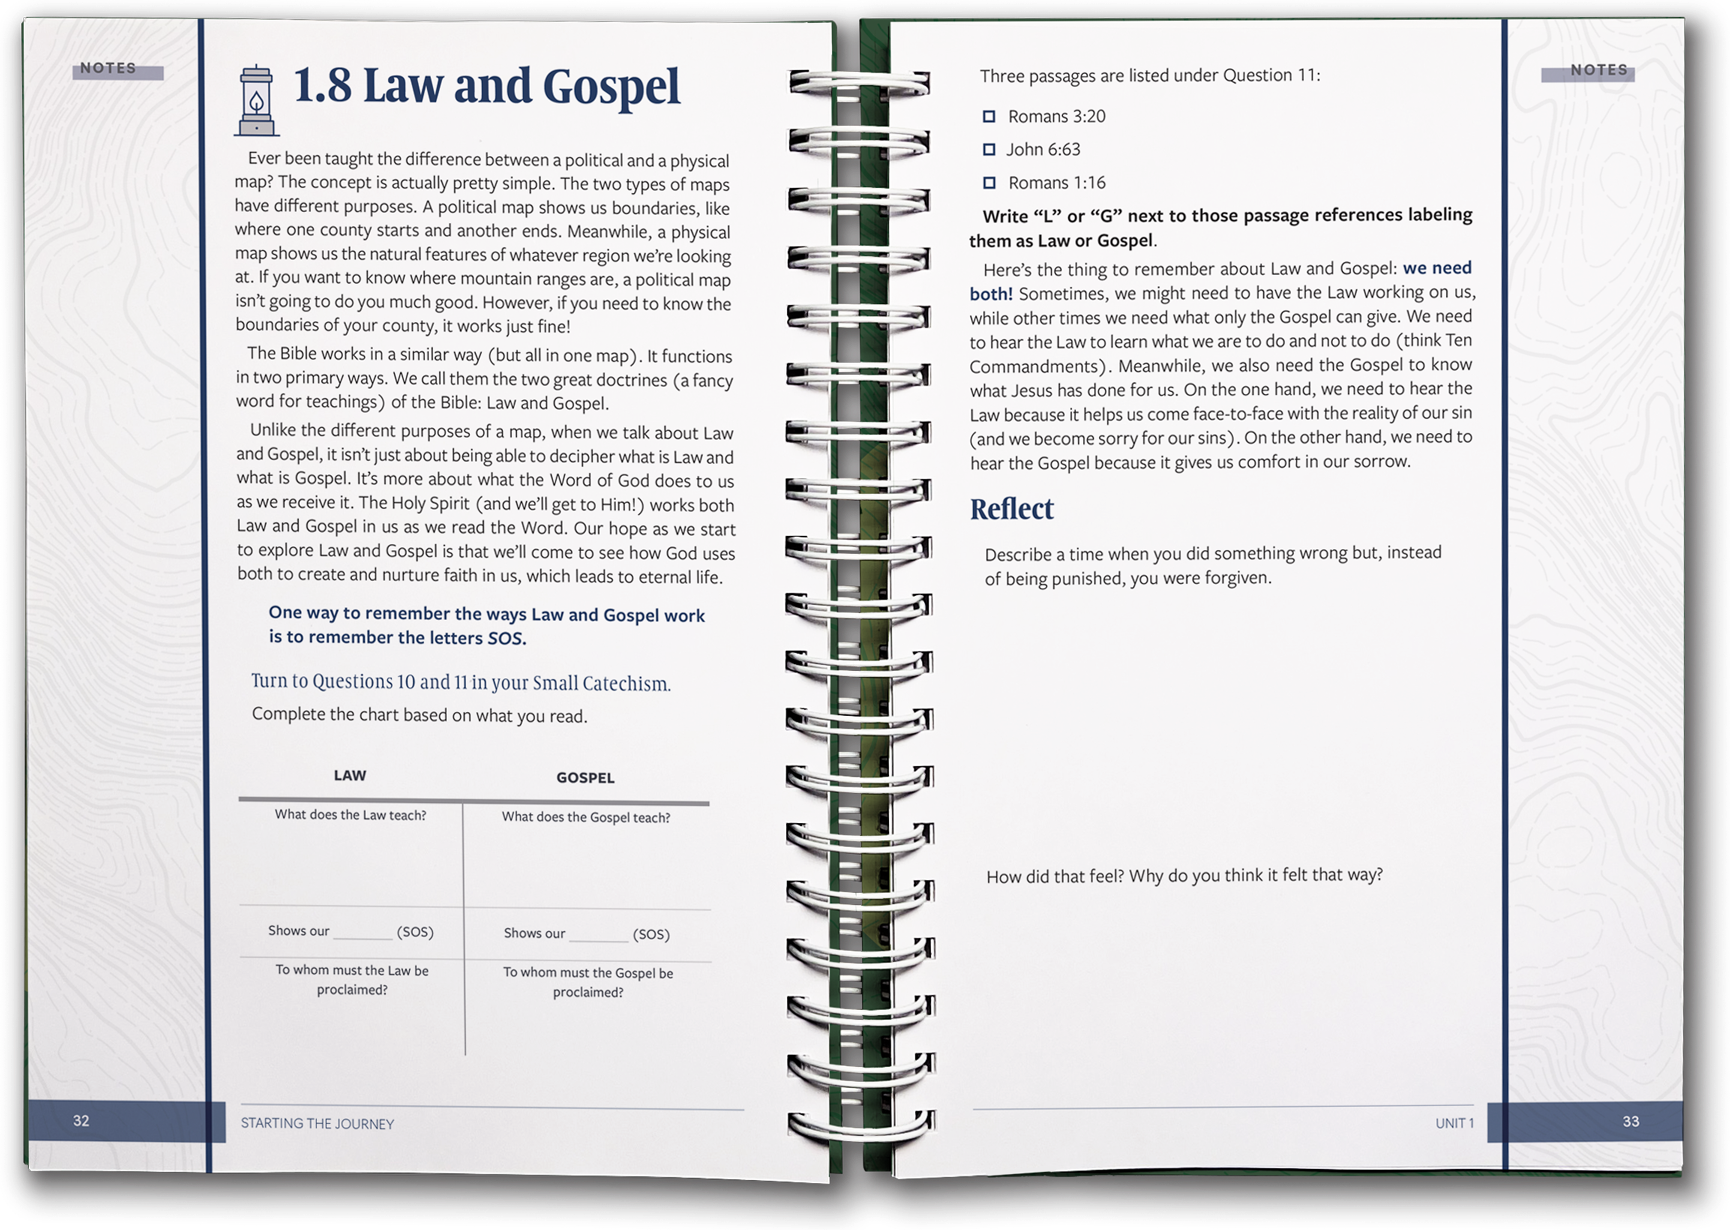 NOTES
1.8 Law and Gospel
Ever been taught the difference between a political and a physical
map? The concept is actually pretty simple. The two types of maps
have different purposes. A political map shows us boundaries, like
where one county starts and another ends. Meanwhile, a physical
map shows us the natural features of whatever region we're looking
at. If you want to know where mountain ranges are, a political map
isn't going to do you much good. However, if you need to know the
boundaries of your county, it works just fine!
The Bible works in a similar way (but all in one map). It functions
in two primary ways. We call them the two great doctrines (a fancy
word for teachings) of the Bible: Law and Gospel.
Unlike the different purposes of a map, when we talk about Law
and Gospel, it isn't just about being able to decipher what is Law and
what is Gospel. It's more about what the Word of God does to us
as we receive it. The Holy Spirit (and we'll get to Him!) works both
Law and Gospel in us as we read the Word. Our hope as we start
to explore Law and Gospel is that we'll come to see how God uses
both to create and nurture faith in us, which leads to eternal life.
One way to remember the ways Law and Gospel work
is to remember the letters SOS.
Turn to Questions 10 and 11 in your Small Catechism.
Complete the chart based on what you read.
LAW GOSPEL
What does the Law teach? What does the Gospel teach?
Shows our ______ (SOS) Shows our ______ (SOS)
To whom must the Law be To whom must the Gospel be
proclaimed? proclaimed?
32 STARTING THE JOURNEY
NOTES
Three passages are listed under Question 11:
Romans 3:20
John 6:63
Romans 1:16
Write “L” or “G” next to those passage references labeling
them as Law or Gospel.
Here's the thing to remember about Law and Gospel: we need
both! Sometimes, we might need to have the Law working on us,
while other times we need what only the Gospel can give. We need
to hear the Law to learn what we are to do and not to do (think Ten
Commandments). Meanwhile, we also need the Gospel to know
what Jesus has done for us. On the one hand, we need to hear the
Law because it helps us come face-to-face with the reality of our sin
(and we become sorry for our sins). On the other hand, we need to
hear the Gospel because it gives us comfort in our sorrow.
Reflect
Describe a time when you did something wrong but, instead
of being punished, you were forgiven.
How did that feel? Why do you think it felt that way?
UNIT 1 33